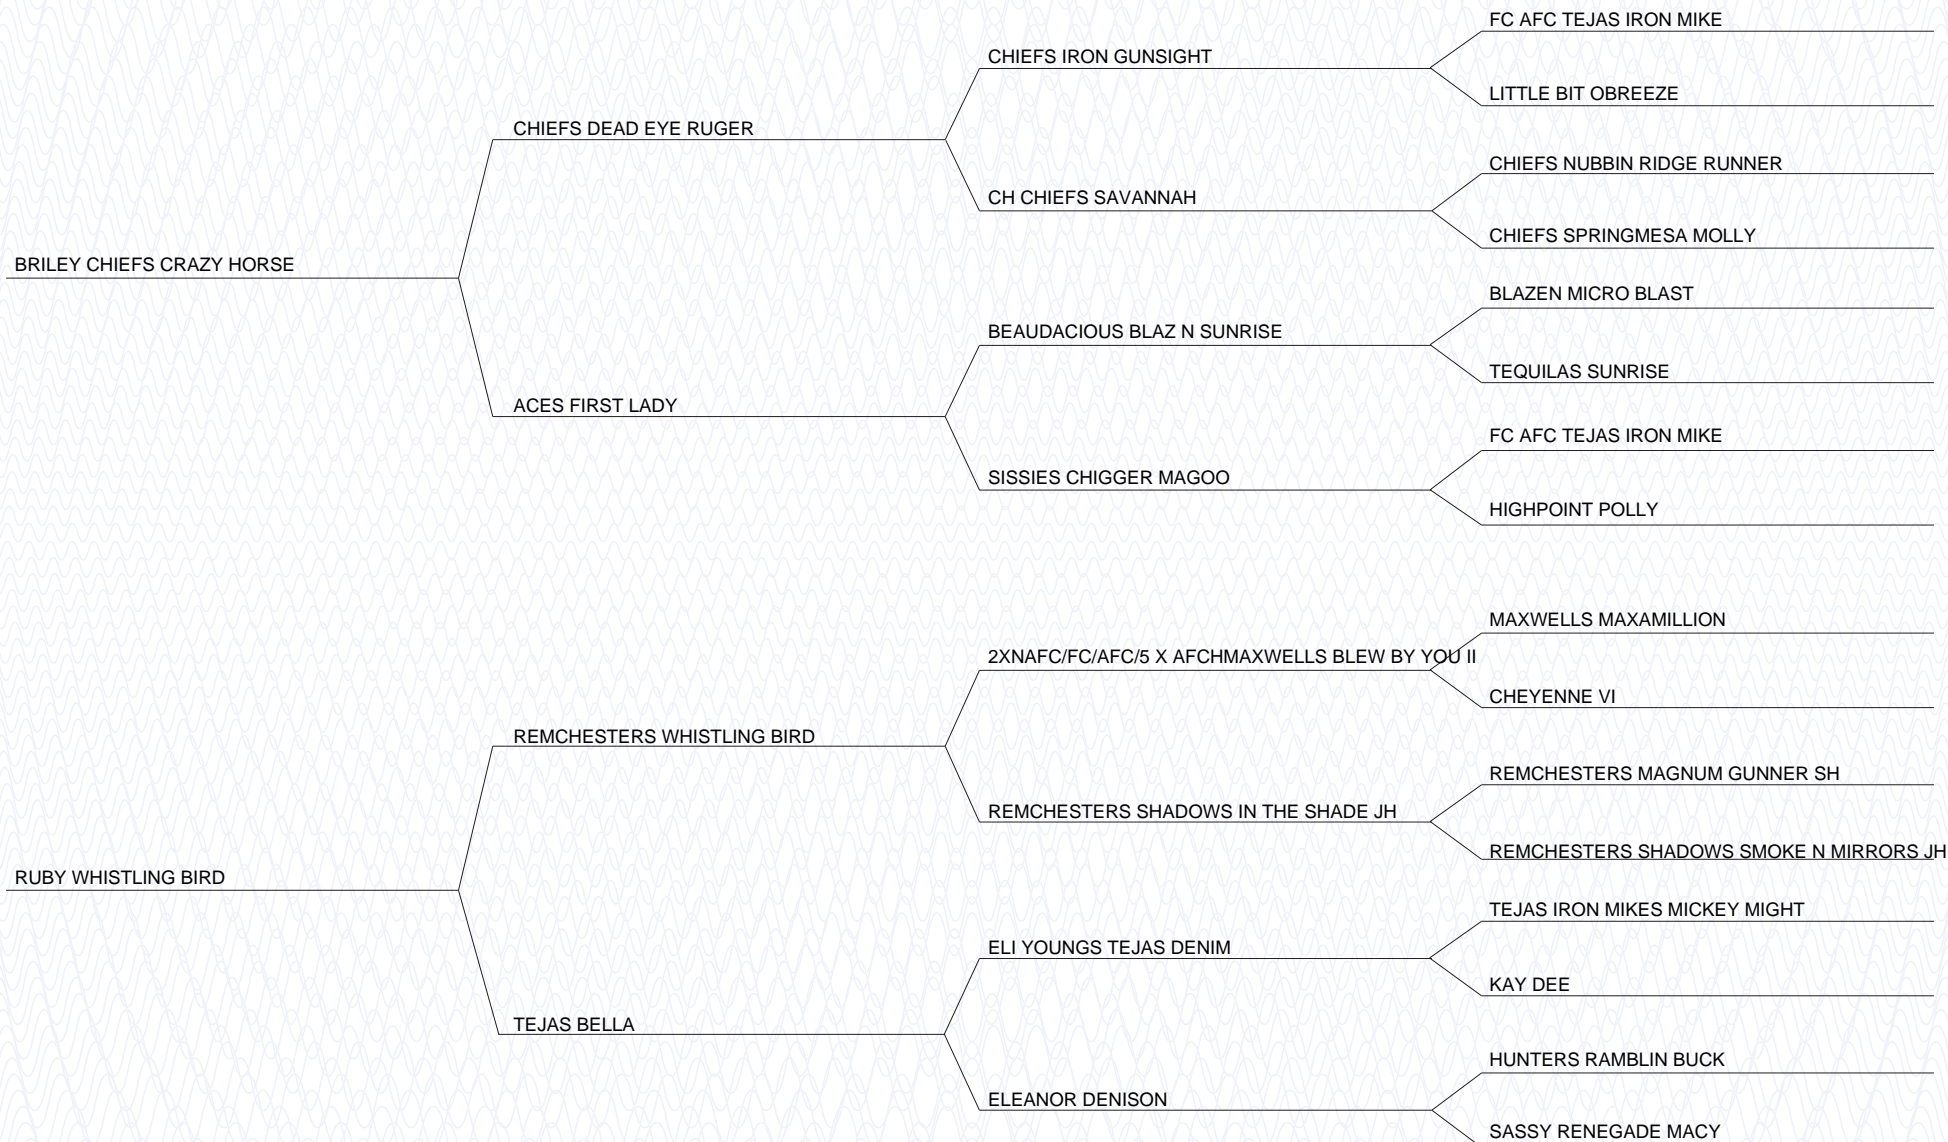 FC AFC TEJAS IRON MIKE
CHIEFS IRON GUNSIGHT
LITTLE BIT OBREEZE
CHIEFS DEAD EYE RUGER
CHIEFS NUBBIN RIDGE RUNNER
CH CHIEFS SAVANNAH
CHIEFS SPRINGMESA MOLLY
BRILEY CHIEFS CRAZY HORSE
BLAZEN MICRO BLAST
BEAUDACIOUS BLAZ N SUNRISE
TEQUILAS SUNRISE
ACES FIRST LADY
FC AFC TEJAS IRON MIKE
SISSIES CHIGGER MAGOO
HIGHPOINT POLLY
MAXWELLS MAXAMILLION
2XNAFC/FC/AFC/5 X AFCHMAXWELLS BLEW BY YOU II
CHEYENNE VI
REMCHESTERS WHISTLING BIRD
REMCHESTERS MAGNUM GUNNER SH
REMCHESTERS SHADOWS IN THE SHADE JH
REMCHESTERS SHADOWS SMOKE N MIRRORS JH
RUBY WHISTLING BIRD
TEJAS IRON MIKES MICKEY MIGHT
ELI YOUNGS TEJAS DENIM
KAY DEE
TEJAS BELLA
HUNTERS RAMBLIN BUCK
ELEANOR DENISON
SASSY RENEGADE MACY